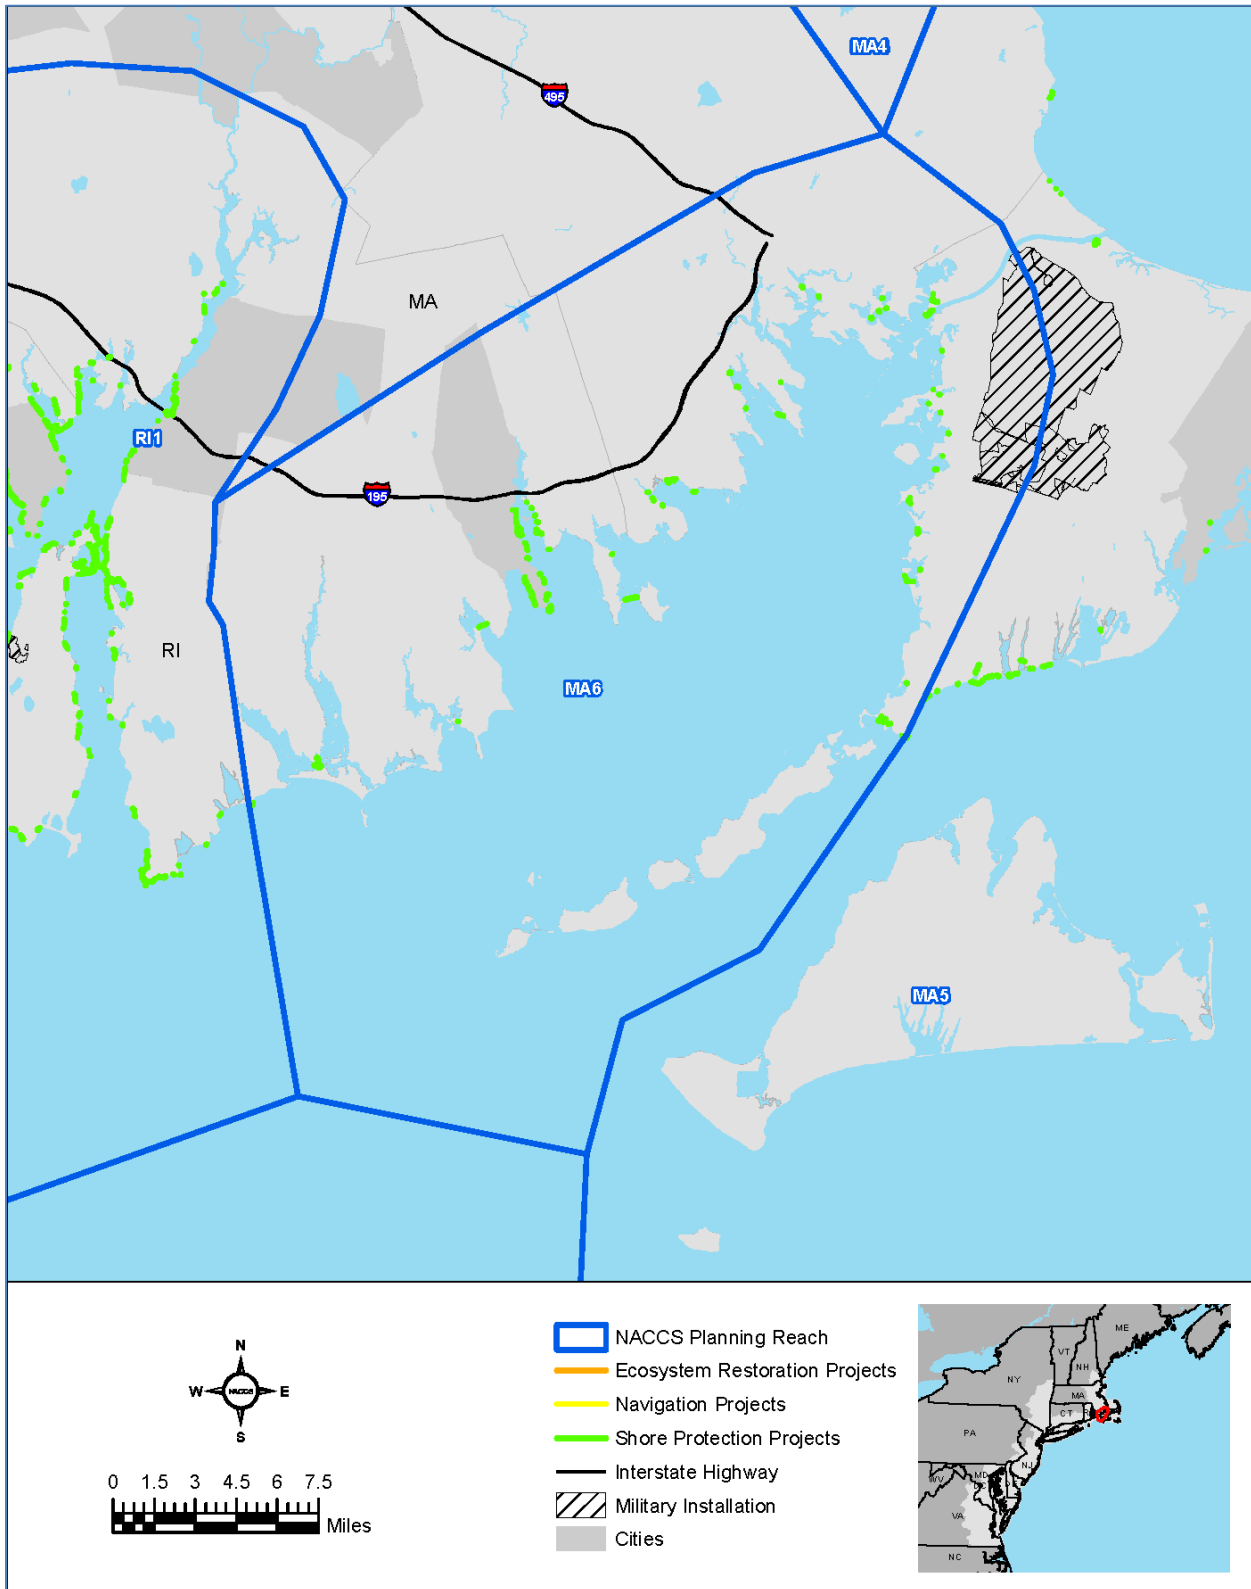 MA4
495
MA
RI1
195
RI
MA6
MA5
N
W NACCS E
S
0 1.5 3 4.5 6 7.5
Miles
NACCS Planning Reach
Ecosystem Restoration Projects
Navigation Projects
Shore Protection Projects
Interstate Highway
Military Installation
Cities
ME
VT
NH
NY
MA
CT
PA
NJ
MD
WV
VA
NC